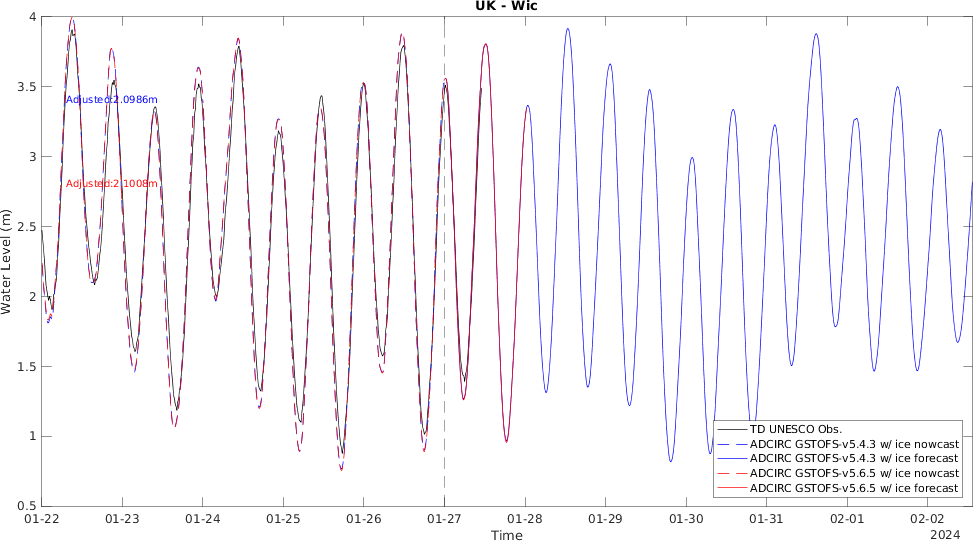 UK - Wic
Water Level (m)
4
3.5
3
2.5
2
1.5
1
0.5
Adjusted:2.0986m
Adjusted:2.1008m
TD UNESCO Obs.
ADCIRC GSTOFS-v5.4.3 w/ ice nowcast
ADCIRC GSTOFS-v5.4.3 w/ ice forecast
ADCIRC GSTOFS-v5.6.5 w/ ice nowcast
ADCIRC GSTOFS-v5.6.5 w/ ice forecast
01-22 01-23 01-24 01-25 01-26 01-27 01-28 01-29 01-30 01-31 02-01 02-02
Time
2024